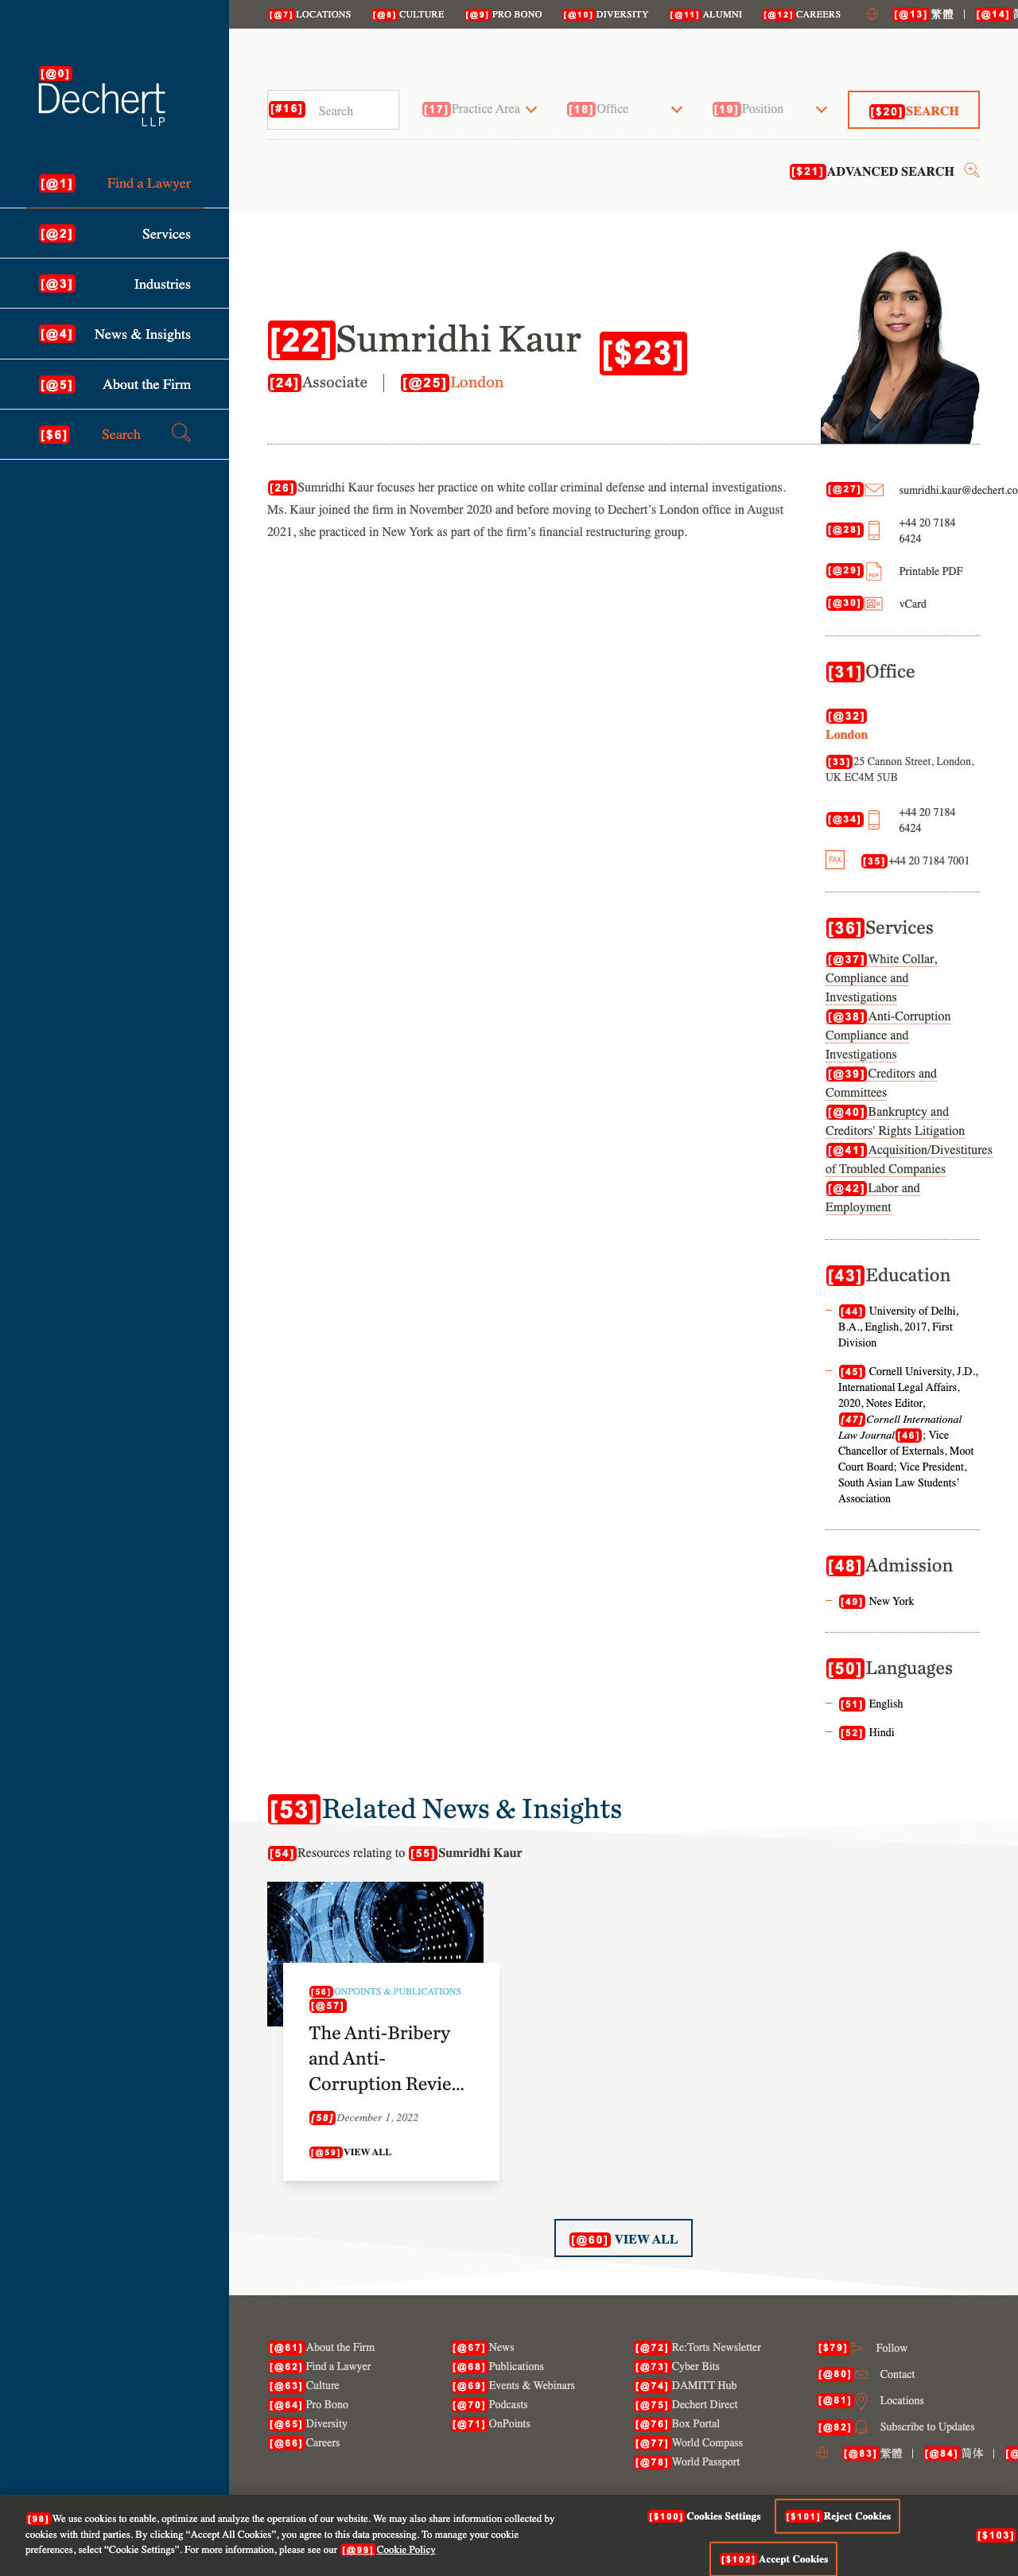 [@7] LOCATIONS [@8] CULTURE [@9] PRO BONO [@10] DIVERSITY [@11] ALUMNI [@12] CAREERS [@13] 繁體 | [@14]
[@0]
Dechert
LLP
[@1] Find a Lawyer
[@2] Services
[@3] Industries
[@4] News & Insights
[@5] About the Firm
[$6] Search
[#16] Search [17]Practice Area [18]Office [19]Position [$20]SEARCH
[$21]ADVANCED SEARCH
[22]Sumridhi Kaur [$23]
[24]Associate | [@25]London
[26]Sumridhi Kaur focuses her practice on white collar criminal defense and internal investigations.
Ms. Kaur joined the firm in November 2020 and before moving to Dechert’s London office in August
2021, she practiced in New York as part of the firm’s financial restructuring group.
[@27] sumridhi.kaur@dechert.co
[@28] +44 20 7184
6424
[@29] PDF Printable PDF
[@30] vCard
[31]Office
[@32]
London
[33]25 Cannon Street, London,
UK EC4M 5UB
[@34] +44 20 7184
6424
FAX [35]+44 20 7184 7001
[36]Services
[@37]White Collar,
Compliance and
Investigations
[@38]Anti-Corruption
Compliance and
Investigations
[@39]Creditors and
Committees
[@40]Bankruptcy and
Creditors' Rights Litigation
[@41]Acquisition/Divestitures
of Troubled Companies
[@42]Labor and
Employment
[43]Education
– [44] University of Delhi,
B.A., English, 2017, First
Division
– [45] Cornell University, J.D.,
International Legal Affairs,
2020, Notes Editor,
[47]Cornell International
Law Journal[46]; Vice
Chancellor of Externals, Moot
Court Board; Vice President,
South Asian Law Students’
Association
[48]Admission
– [49] New York
[50]Languages
– [51] English
– [52] Hindi
[53]Related News & Insights
[54]Resources relating to [55]Sumridhi Kaur
[56]ONPOINTS & PUBLICATIONS
[@57]
The Anti-Bribery
and Anti-
Corruption Revie...
[58]December 1, 2022
[@59]VIEW ALL
[@60] VIEW ALL
[@61] About the Firm
[@62] Find a Lawyer
[@63] Culture
[@64] Pro Bono
[@65] Diversity
[@66] Careers
[@67] News
[@68] Publications
[@69] Events & Webinars
[@70] Podcasts
[@71] OnPoints
[@72] Re:Torts Newsletter
[@73] Cyber Bits
[@74] DAMITT Hub
[@75] Dechert Direct
[@76] Box Portal
[@77] World Compass
[@78] World Passport
[$79] Follow
[@80] Contact
[@81] Locations
[@82] Subscribe to Updates
[@83] 繁體 | [@84] 简体 | [@
[98] We use cookies to enable, optimize and analyze the operation of our website. We may also share information collected by
cookies with third parties. By clicking “Accept All Cookies”, you agree to this data processing. To manage your cookie
preferences, select “Cookie Settings”. For more information, please see our [@99]Cookie Policy
[$100]Cookies Settings [$101]Reject Cookies
[$102]Accept Cookies
[$103]